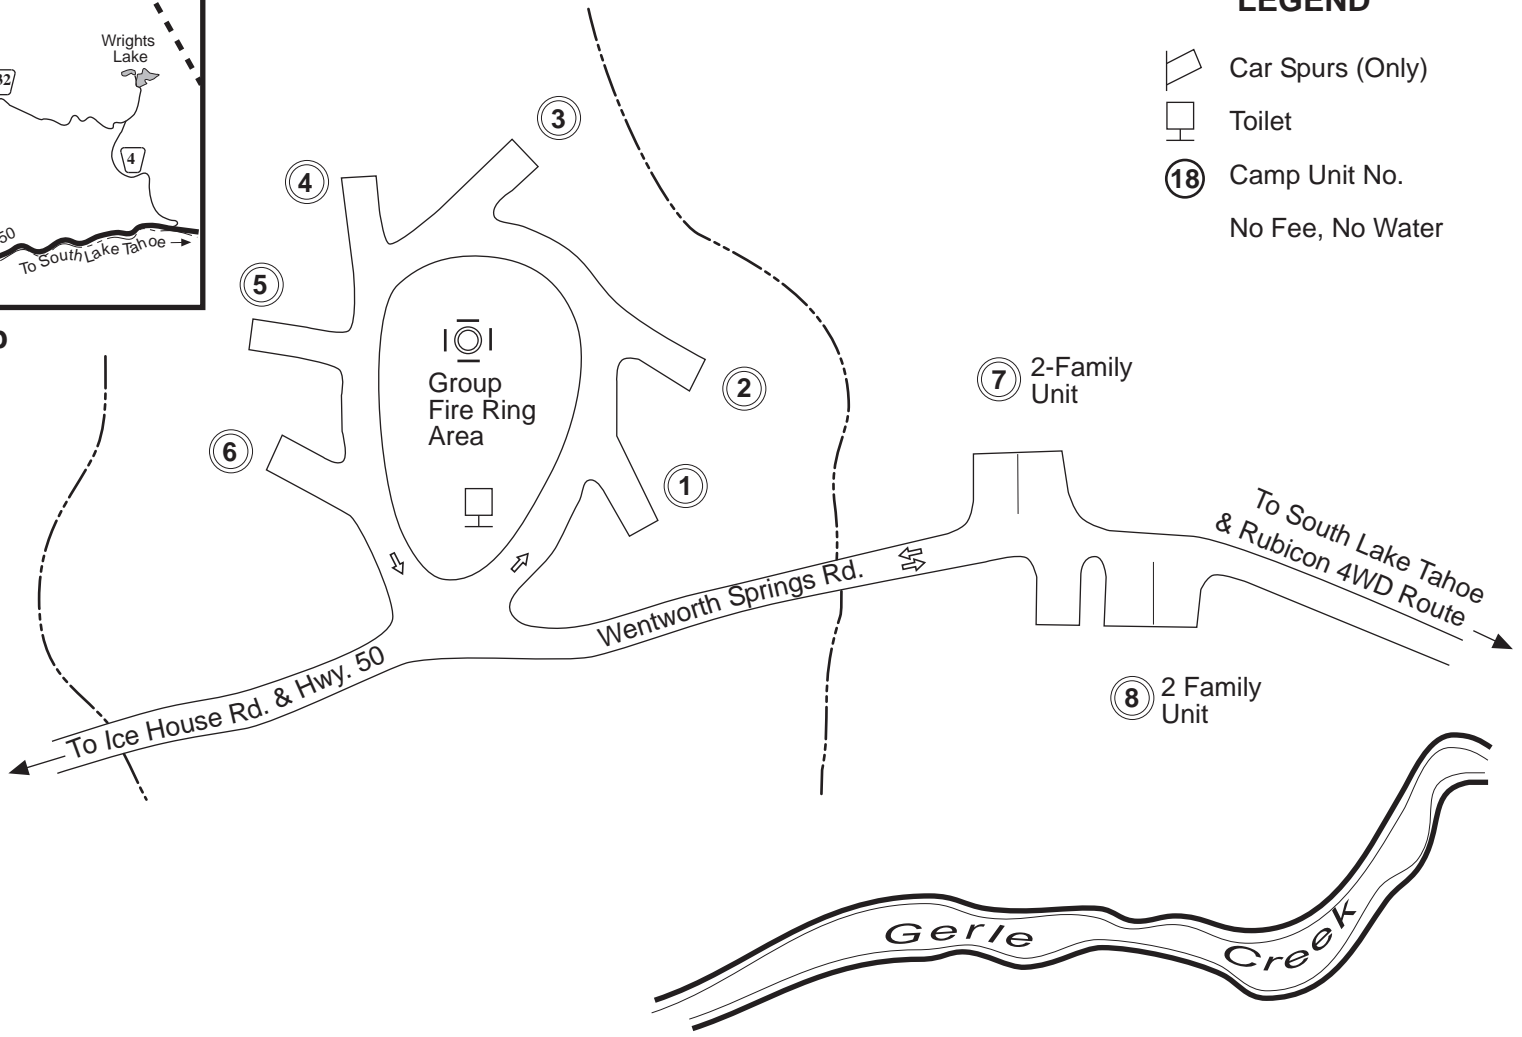 LEGEND
Car Spurs (Only)
Toilet
18
Camp Unit No.
No Fee, No Water
Wrights
Lake
32
4
50
To South Lake Tahoe
3
4
5
6
2
1
Group
Fire Ring
Area
7
2-Family
Unit
To South Lake Tahoe
& Rubicon 4WD Route
Wentworth Springs Rd.
To Ice House Rd. & Hwy. 50
8
2 Family
Unit
Gerle Creek